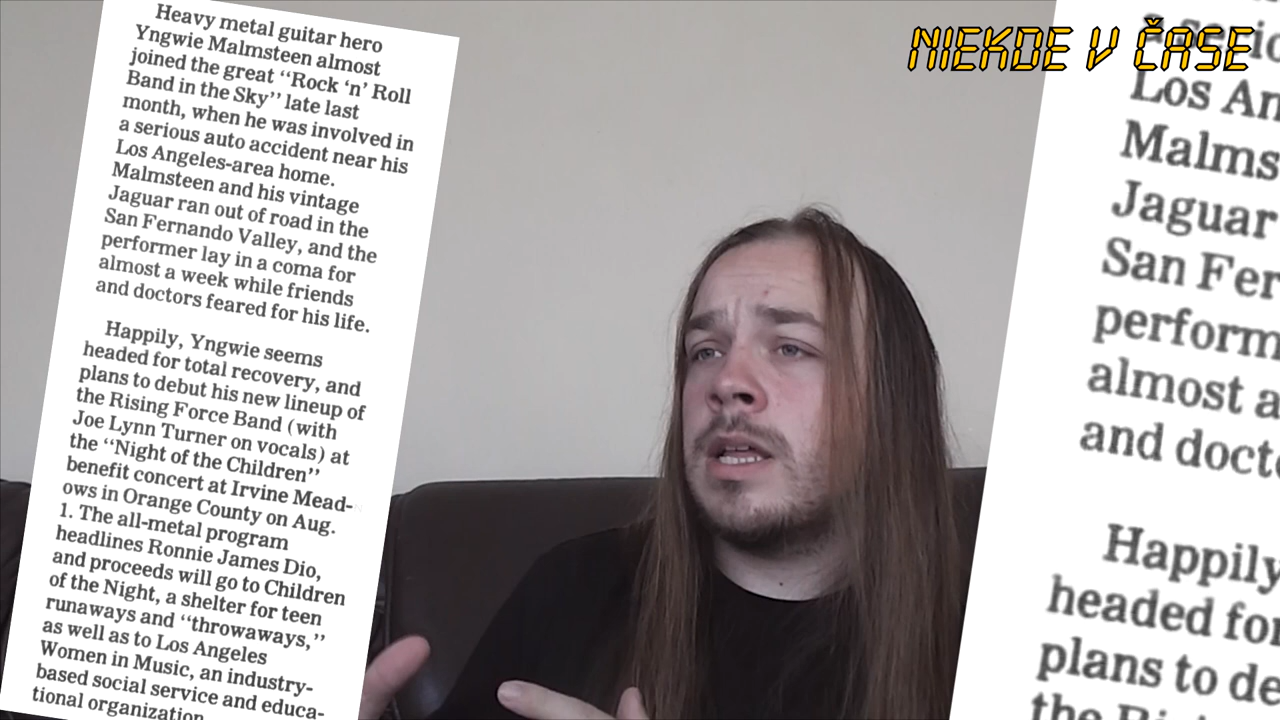 Heavy metal guitar hero
Yngwie Malmsteen almost
joined the great “Rock ‘n’ Roll
Band in the Sky” late last
month, when he was involved in
a serious auto accident near his
Los Angeles-area home.
Malmsteen and his vintage
Jaguar ran out of road in the
San Fernando Valley, and the
performer lay in a coma for
almost a week while friends
and doctors feared for his life.
Happily, Yngwie seems
headed for total recovery, and
plans to debut his new lineup of
the Rising Force Band (with
Joe Lynn Turner on vocals) at
the “Night of the Children”
benefit concert at Irvine Mead-
ows in Orange County on Aug.
1. The all-metal program
headlines Ronnie James Dio,
and proceeds will go to Children
of the Night, a shelter for teen
runaways and “throwaways,”
as well as to Los Angeles
Women in Music, an industry-
based social service and educa-
tional organization
NIEKDE V ČASE
a serio
Los An
Malms
Jaguar
San Fer
perform
almost a
and docto
Happily
headed for
plans to de
the Ris